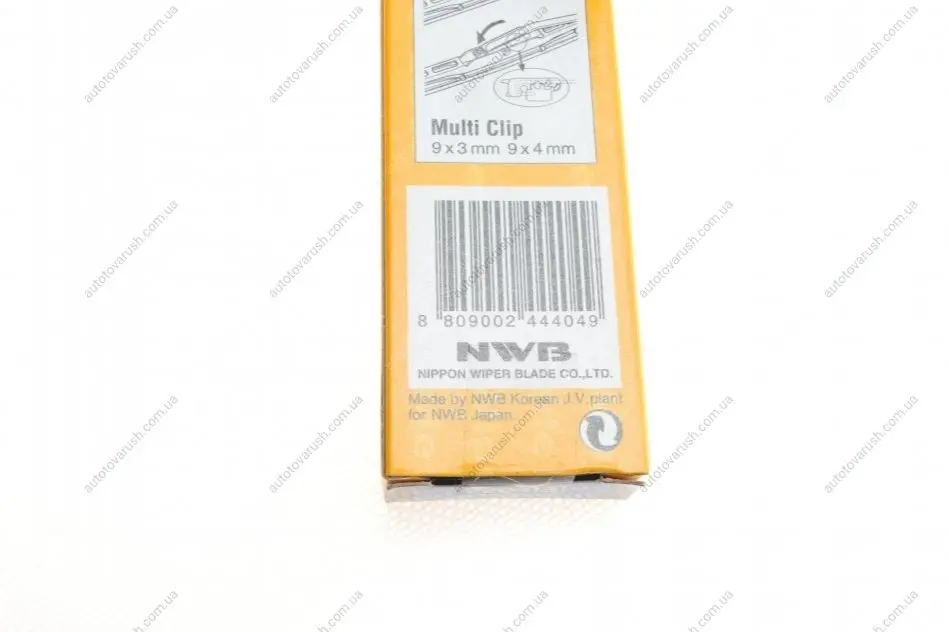 Multi Clip
9 x 3 mm 9 x 4 mm
8 809002 444049
NWB
NIPPON WIPER BLADE CO.,LTD.
Made by NWB Korean J.V. plant
for NWB Japan.
autotovarush.com.ua